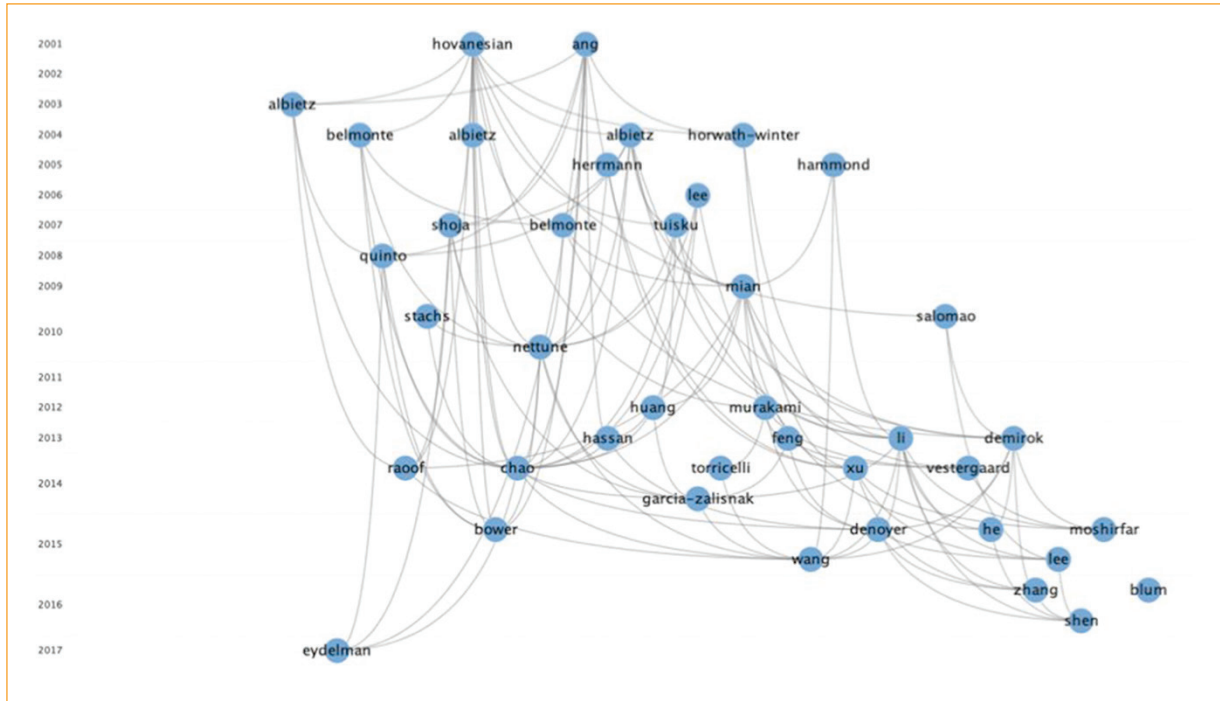 2001 hovanesian ang
2002
2003 albietz
2004 belmonte albietz albietz horwath-winter
2005 herrmann hammond
2006 lee
2007 shoja belmonte tuisku
2008 quinto
2009 mian
stachs salomao
2010
nettune
2011
2012 huang murakami
2013 hassan feng li demirok
raoof chao torricelli xu vestergaard
2014
garcia-zalisnak
bower denoyer he moshirfar
2015
wang lee
zhang blum
2016
shen
2017 eydelman